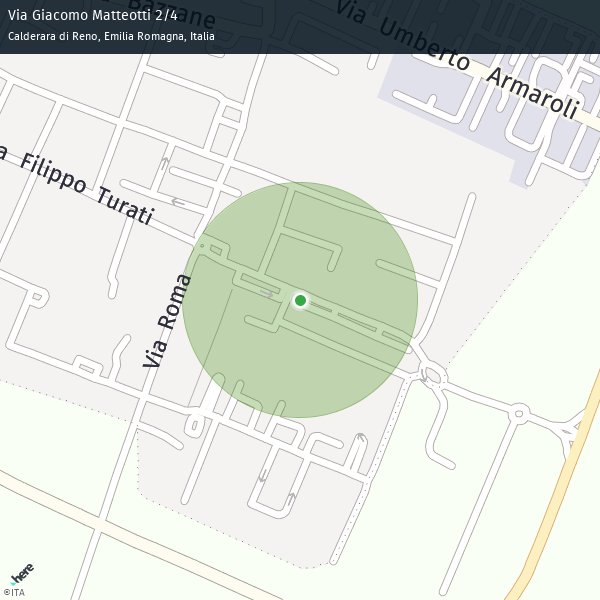 Via Giacomo Matteotti 2/4
Calderara di Reno, Emilia Romagna, Italia
Bazzane
Via Umberto Armaroli
a Filippo Turati
Via Roma
here
©ITA